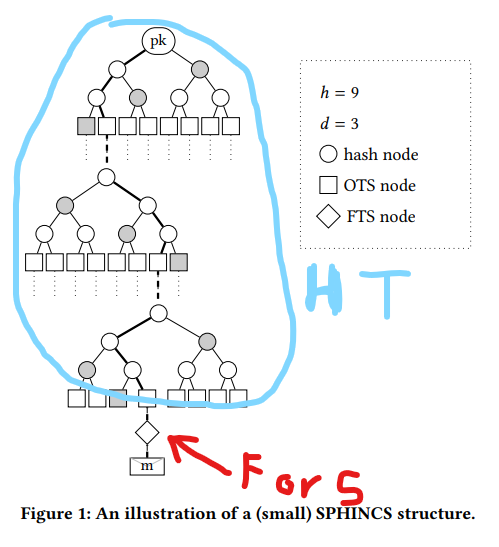 pk
h = 9
d = 3
hash node
OTS node
FTS node
HT
m
ForS
Figure 1: An illustration of a (small) SPHINCS structure.